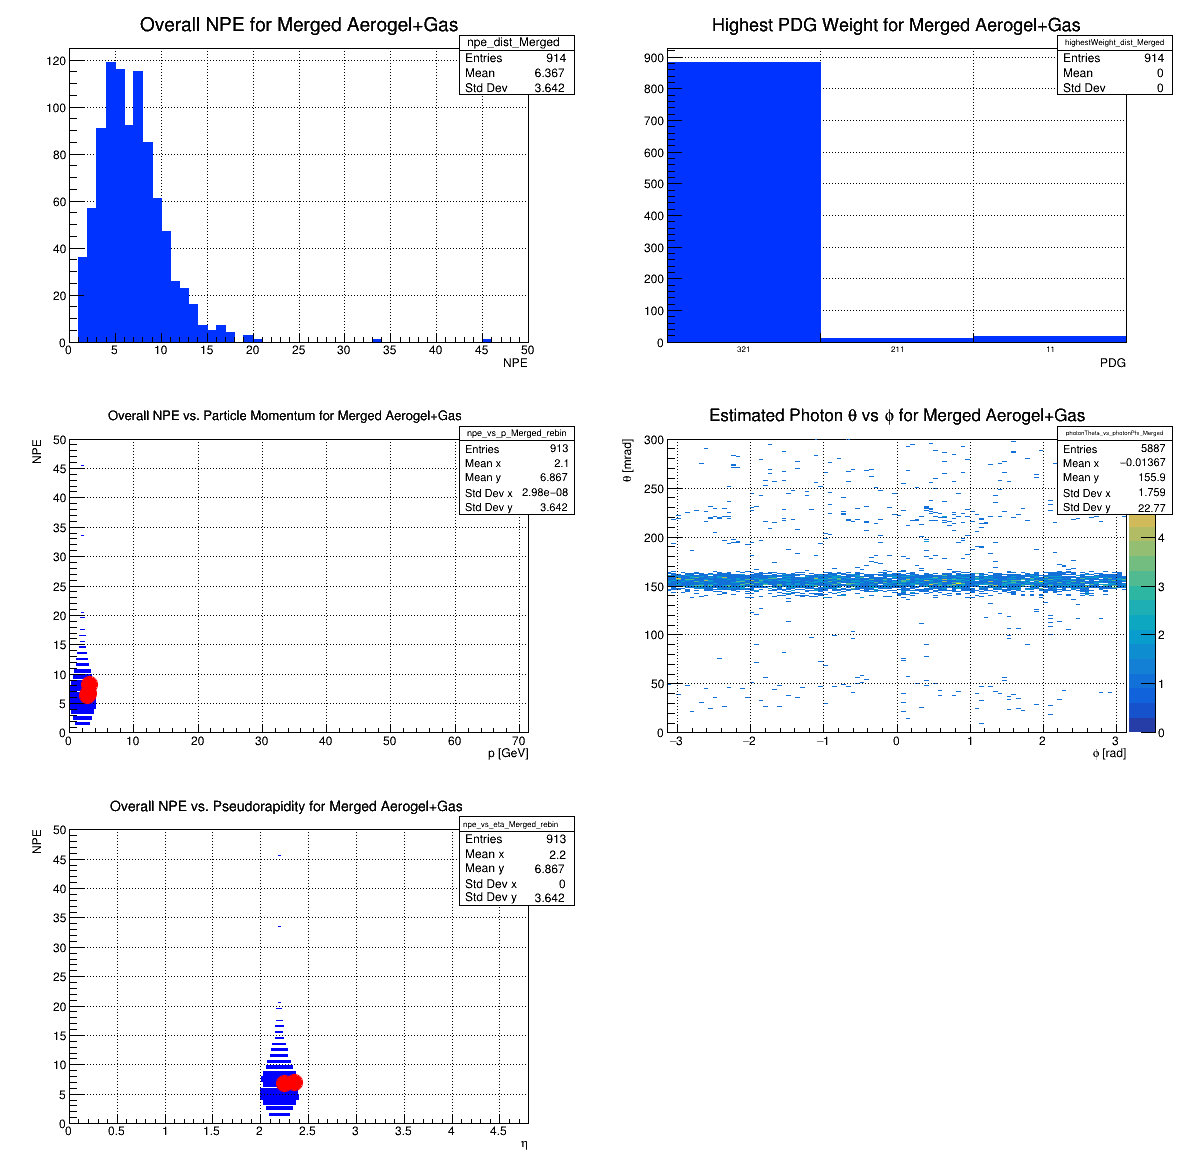 Overall NPE for Merged Aerogel+Gas
npe_dist_Merged
Entries 914
Mean 6.367
Std Dev 3.642
120
100
80
60
40
20
0
0 5 10 15 20 25 30 35 40 45 50
NPE
Highest PDG Weight for Merged Aerogel+Gas
highestWeight_dist_Merged
Entries 914
Mean 0
Std Dev 0
900
800
700
600
500
400
300
200
100
0
321 211 11
PDG
Overall NPE vs. Particle Momentum for Merged Aerogel+Gas
npe_vs_p_Merged_rebin
Entries 913
Mean x 2.1
Mean y 6.867
Std Dev x 2.98e−08
Std Dev y 3.642
NPE
50
45
40
35
30
25
20
15
10
5
0
0 10 20 30 40 50 60 70
p [GeV]
Estimated Photon θ vs ϕ for Merged Aerogel+Gas
photonTheta_vs_photonPhi_Merged
Entries 5887
Mean x −0.01367
Mean y 155.9
Std Dev x 1.759
Std Dev y 22.77
θ [mrad]
300
250
200
150
100
50
0
−3 −2 −1 0 1 2 3
ϕ [rad]
4
3
2
1
0
Overall NPE vs. Pseudorapidity for Merged Aerogel+Gas
npe_vs_eta_Merged_rebin
Entries 913
Mean x 2.2
Mean y 6.867
Std Dev x 0
Std Dev y 3.642
NPE
50
45
40
35
30
25
20
15
10
5
0
0 0.5 1 1.5 2 2.5 3 3.5 4 4.5
η